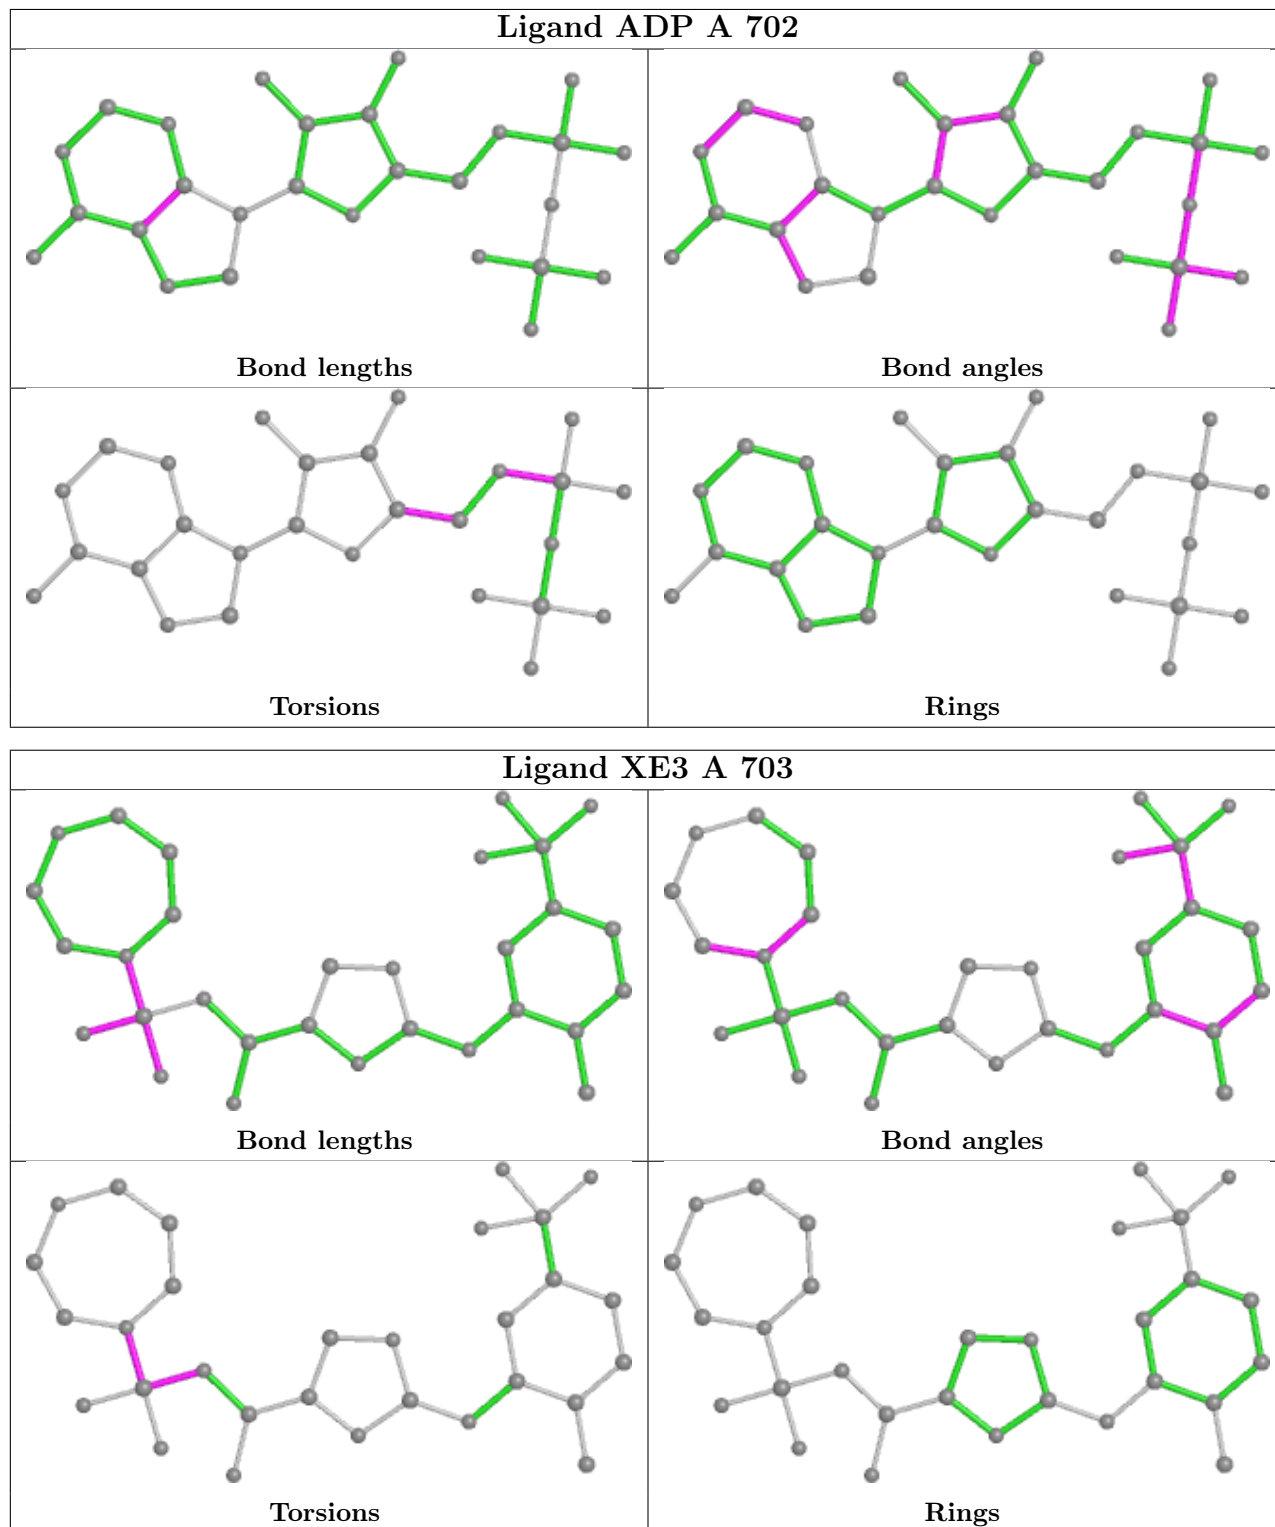 Ligand ADP A 702
Bond lengths
Bond angles
Torsions
Rings
Ligand XE3 A 703
Bond lengths
Bond angles
Torsions
Rings